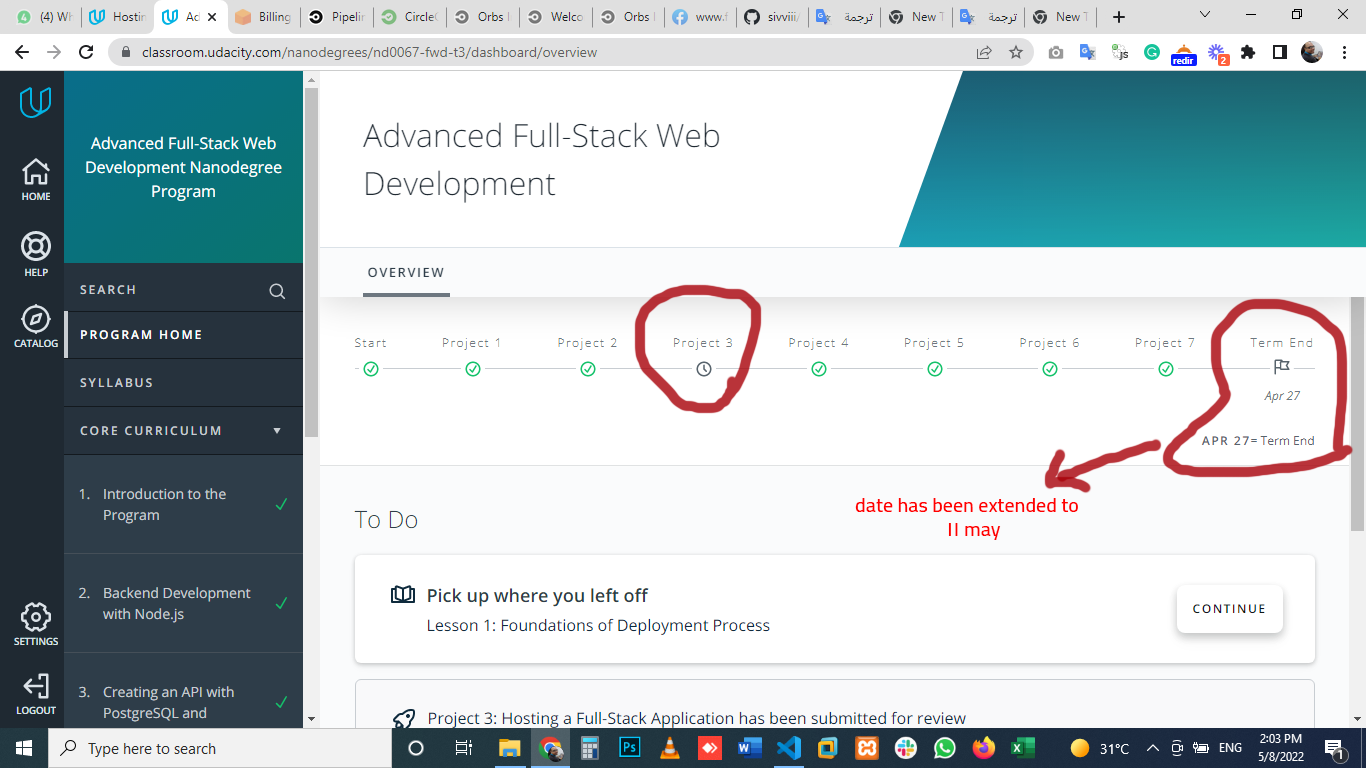 (4) W
Hostin
Ad
Billing
Pipelin
CircleC
Orbs
Welco
Orbs
www.f
sivviii/
ترجمة
New T
ترجمة
New T
classroom.udacity.com/nanodegrees/nd0067-fwd-t3/dashboard/overview
js
redir
2
HOME
HELP
CATALOG
SETTINGS
LOGOUT
Advanced Full-Stack Web
Development Nanodegree
Program
SEARCH
PROGRAM HOME
SYLLABUS
CORE CURRICULUM
1. Introduction to the
Program
2. Backend Development
with Node.js
3. Creating an API with
PostgreSQL and
Advanced Full-Stack Web
Development
OVERVIEW
Start
Project 1
Project 2
Project 3
Project 4
Project 5
Project 6
Project 7
Term End
Apr 27
APR 27= Term End
date has been extended to
11 may
To Do
Pick up where you left off
Lesson 1: Foundations of Deployment Process
CONTINUE
Project 3: Hosting a Full-Stack Application has been submitted for review
Type here to search
Ps
31°C
ENG
2:03 PM
5/8/2022
1